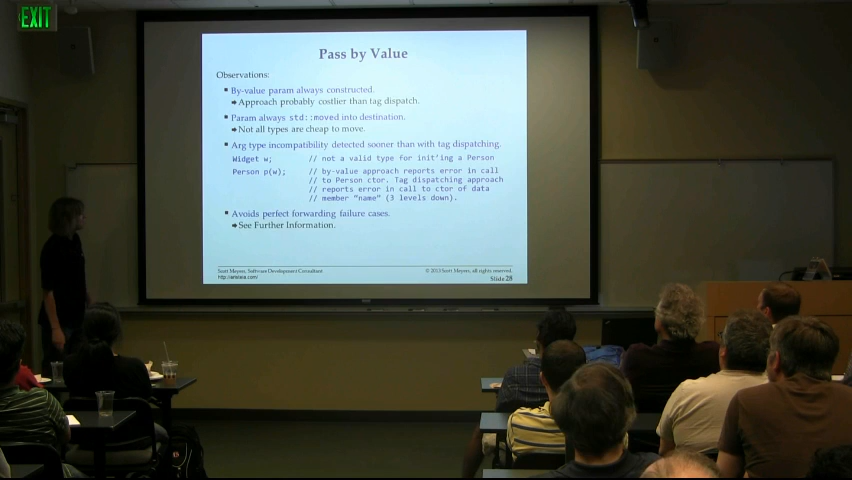 EXIT
Pass by Value
Observations:
▪ By-value param always constructed.
➔ Approach probably costlier than tag dispatch.
▪ Param always std::moved into destination.
➔ Not all types are cheap to move.
▪ Arg type incompatibility detected sooner than with tag dispatching.
Widget w; // not a valid type for init'ing a Person
Person p(w); // by-value approach reports error in call
// to Person ctor. Tag dispatching approach
// reports error in call to ctor of data
// member "name" (3 levels down).
▪ Avoids perfect forwarding failure cases.
➔ See Further Information.
Scott Meyers, Software Development Consultant © 2013 Scott Meyers, all rights reserved.
http://aristeia.com/ Slide 28